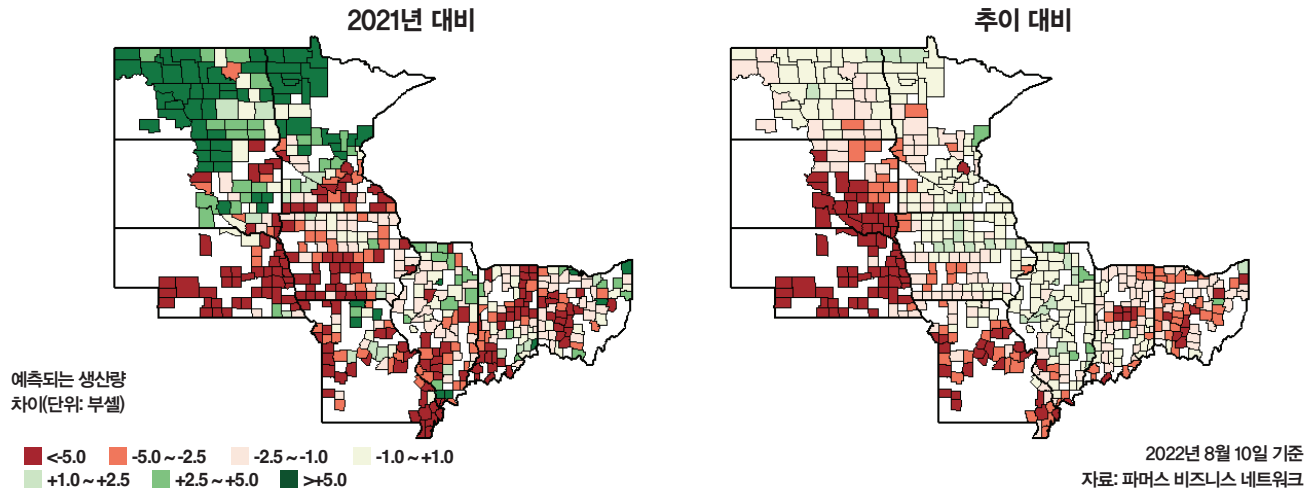 2021년 대비
추이 대비
예측되는 생산량
차이(단위: 부셸)
<-5.0 -5.0 ~ -2.5 -2.5 ~ -1.0 -1.0 ~ +1.0
+1.0 ~ +2.5 +2.5 ~ +5.0 >+5.0
2022년 8월 10일 기준
자료: 파머스 비즈니스 네트워크